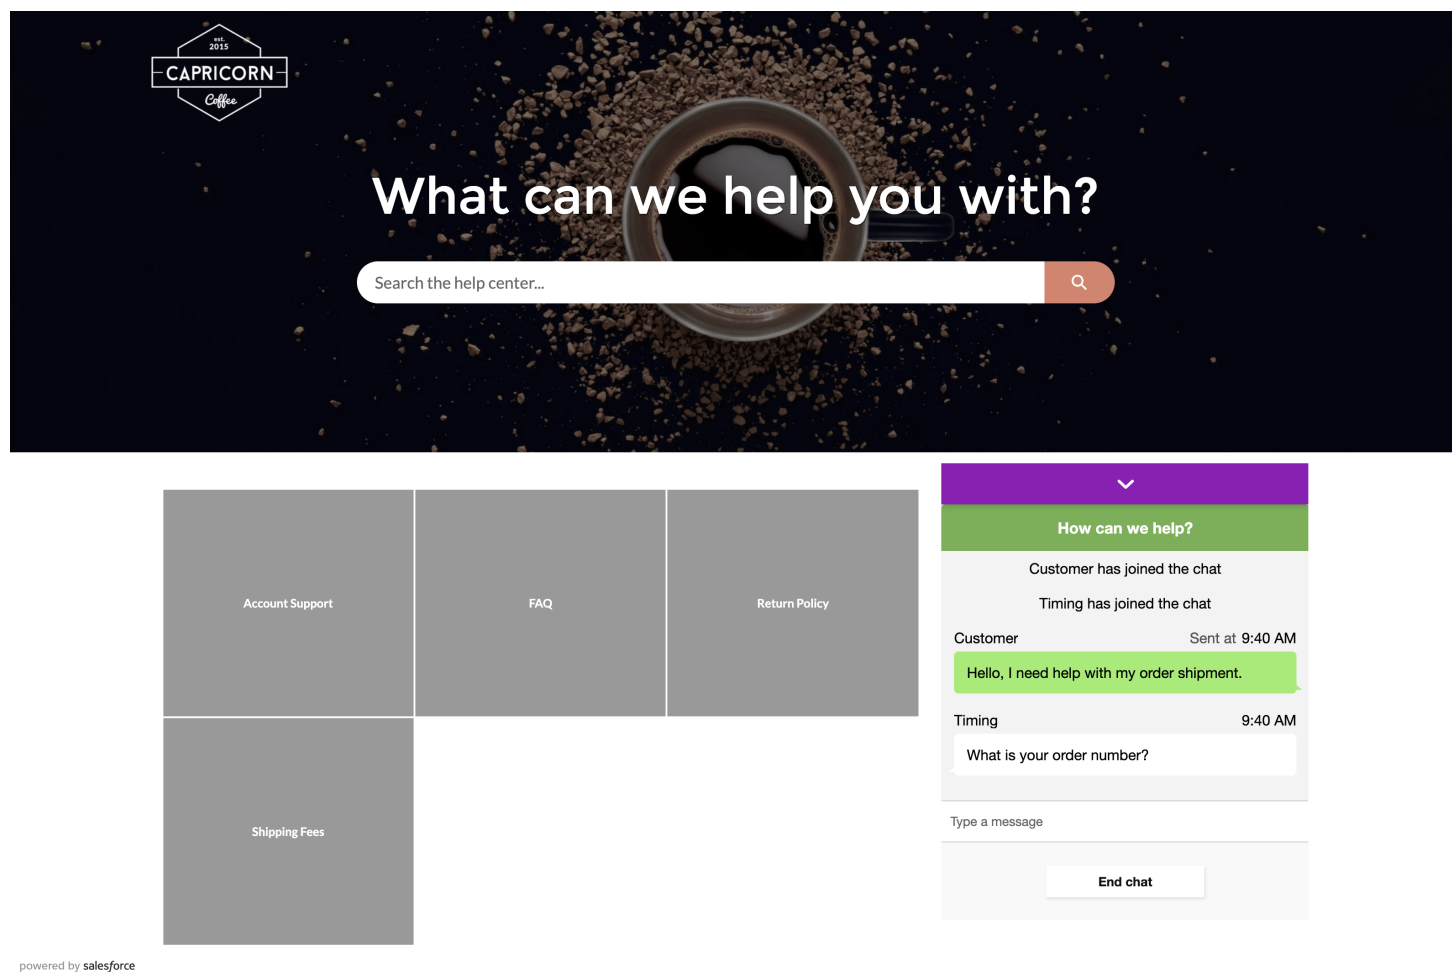 est.
2015
CAPRICORN
Coffee
What can we help you with?
Search the help center...
Account Support
FAQ
Return Policy
Shipping Fees
How can we help?
Customer has joined the chat
Timing has joined the chat
Customer Sent at 9:40 AM
Hello, I need help with my order shipment.
Timing 9:40 AM
What is your order number?
Type a message
End chat
powered by salesforce